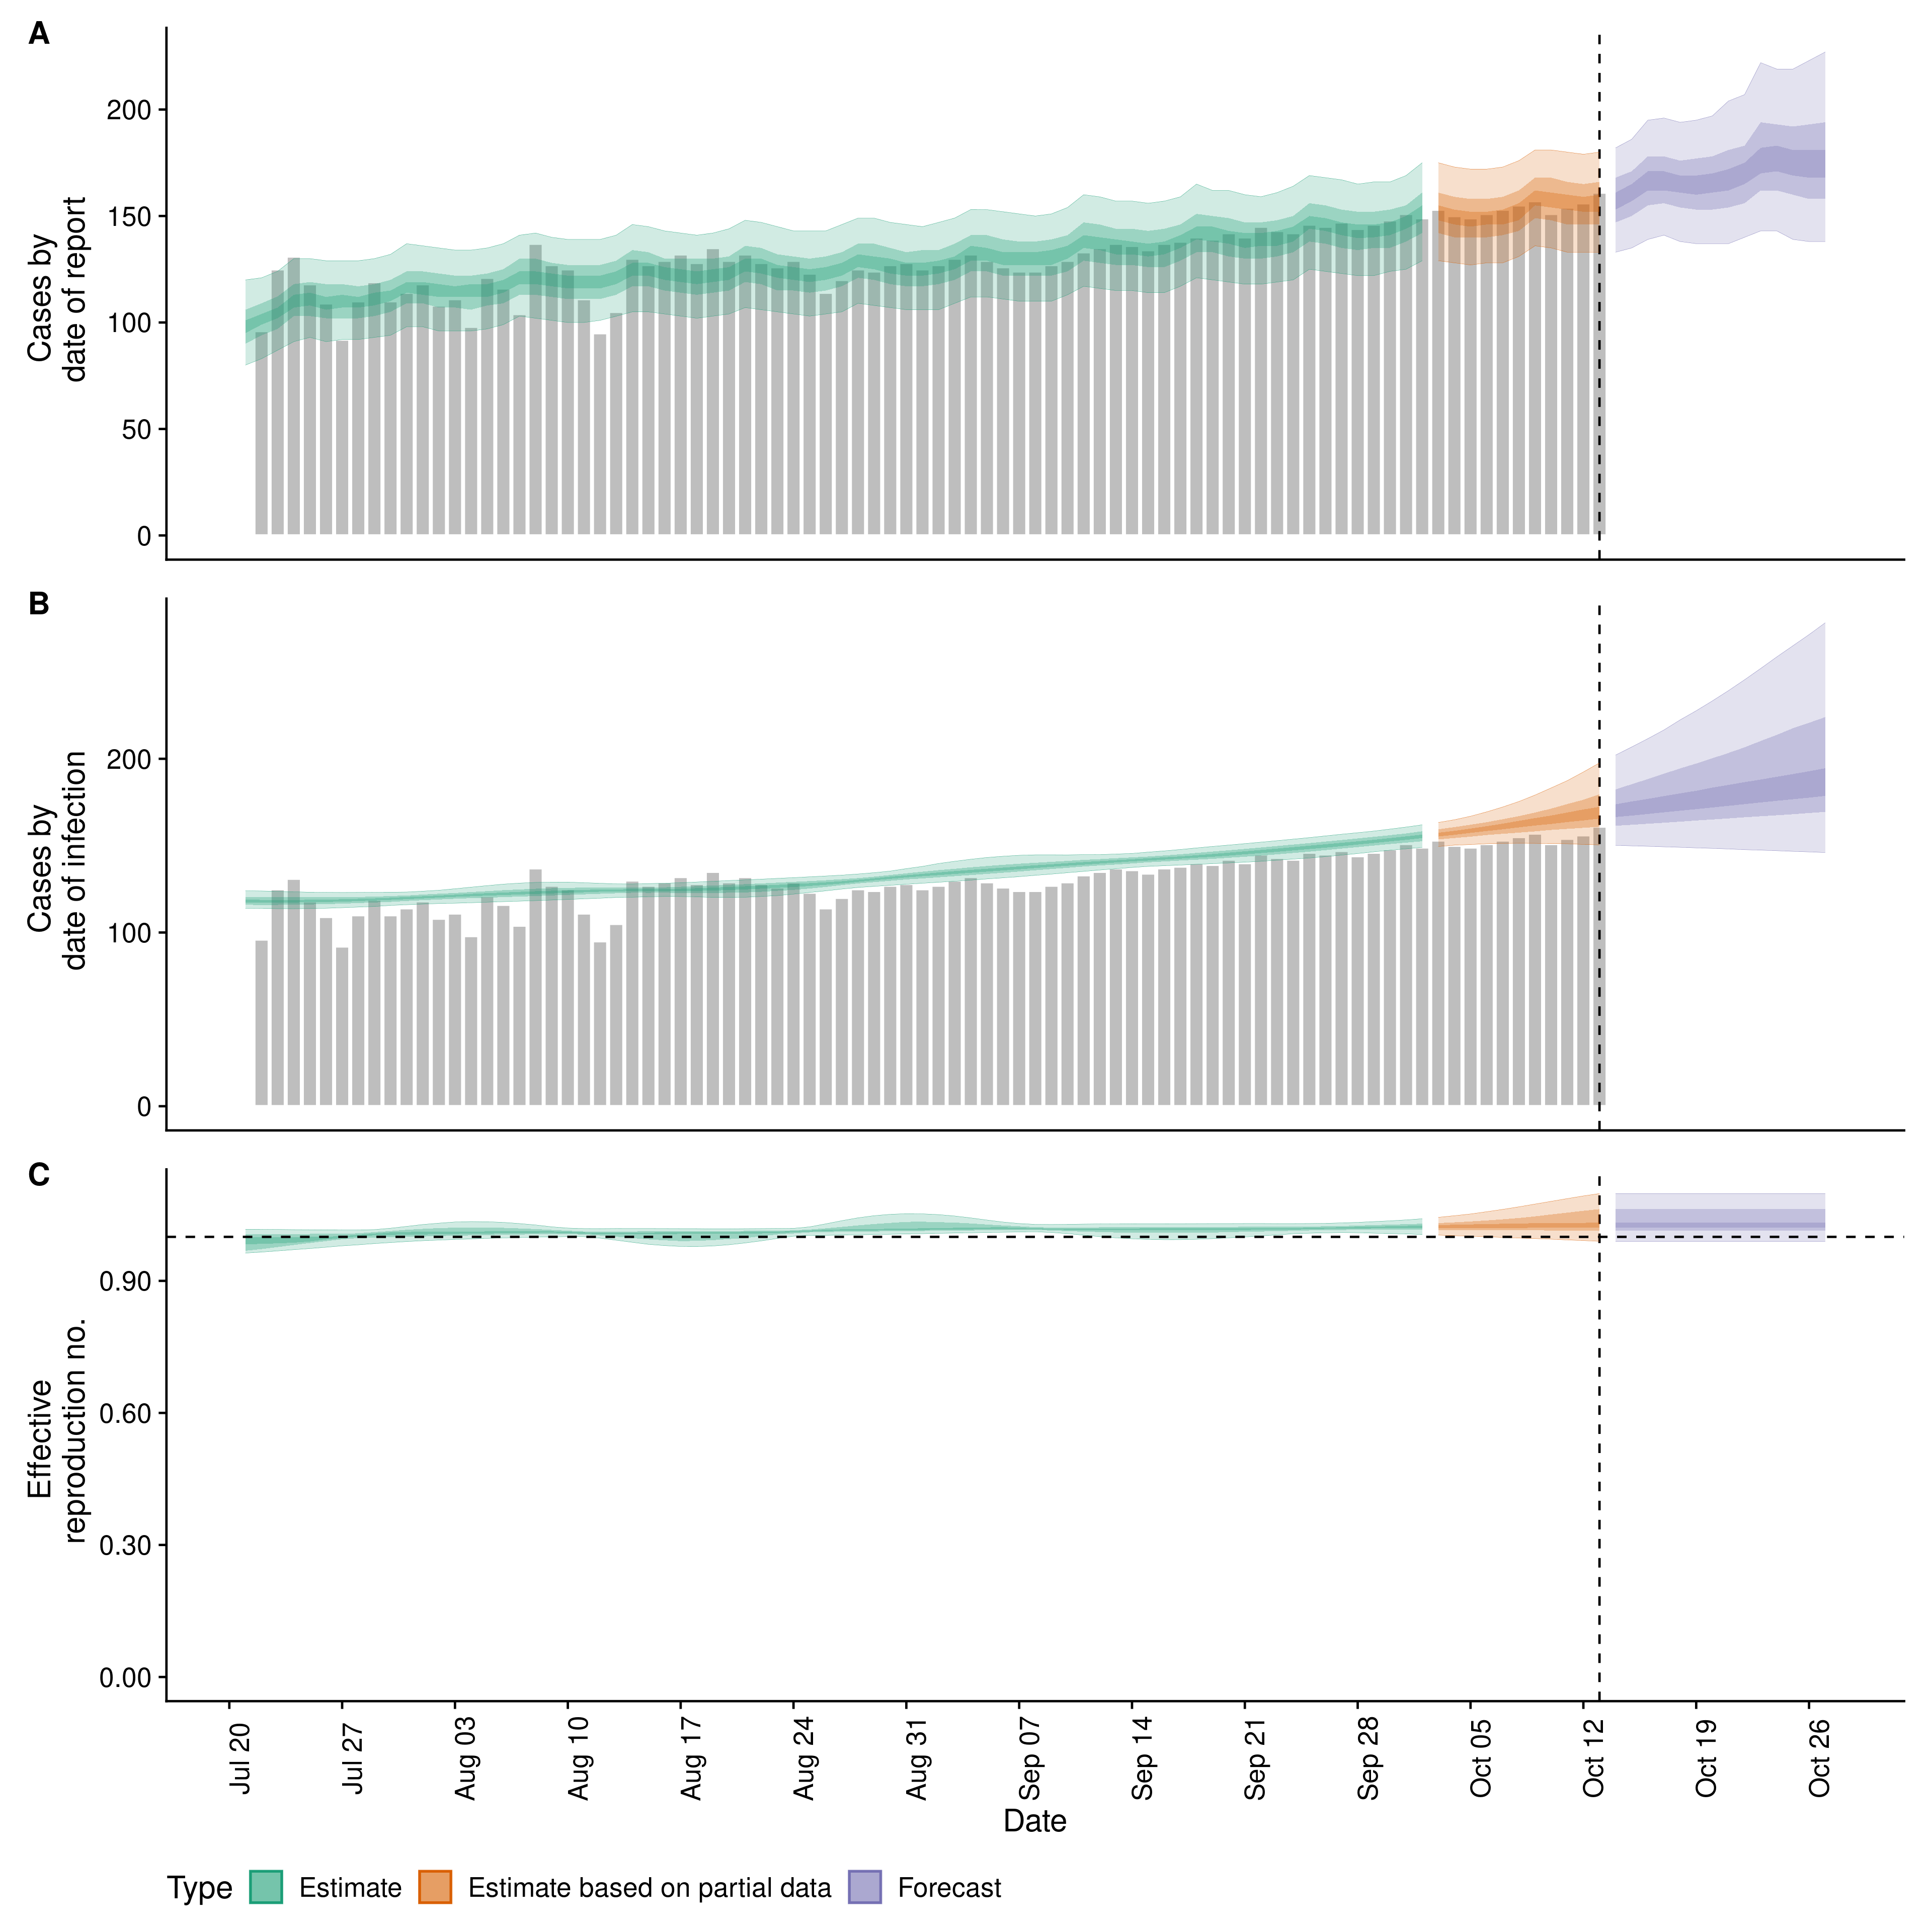 A
Cases by
date of report
200
150
100
50
0
B
Cases by
date of infection
200
100
0
C
Effective
reproduction no.
0.90
0.60
0.30
0.00
Jul 20
Jul 27
Aug 03
Aug 10
Aug 17
Aug 24
Aug 31
Sep 07
Sep 14
Sep 21
Sep 28
Oct 05
Oct 12
Oct 19
Oct 26
Date
Type Estimate Estimate based on partial data Forecast